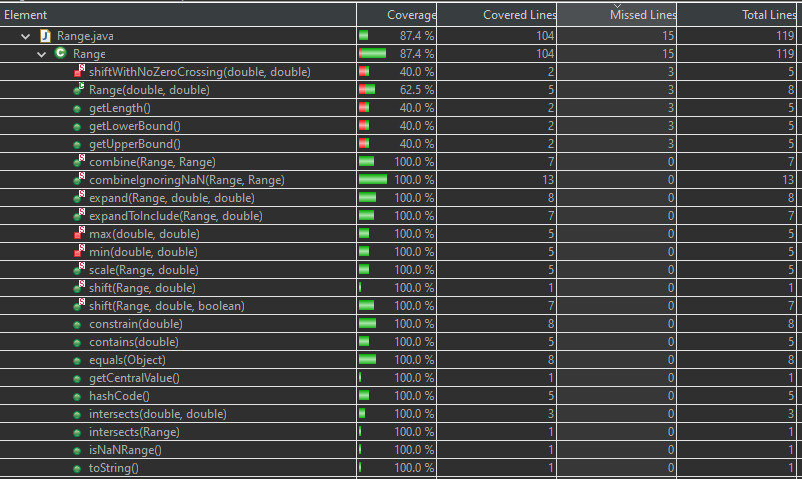 Element Coverage Covered Lines Missed Lines Total Lines
Range.java 87.4 % 104 15 119
Range 87.4 % 104 15 119
shiftWithNoZeroCrossing(double, double) 40.0 % 2 3 5
Range(double, double) 62.5 % 5 3 8
getLength() 40.0 % 2 3 5
getLowerBound() 40.0 % 2 3 5
getUpperBound() 40.0 % 2 3 5
combine(Range, Range) 100.0 % 7 0 7
combineIgnoringNaN(Range, Range) 100.0 % 13 0 13
expand(Range, double, double) 100.0 % 8 0 8
expandToInclude(Range, double) 100.0 % 7 0 7
max(double, double) 100.0 % 5 0 5
min(double, double) 100.0 % 5 0 5
scale(Range, double) 100.0 % 5 0 5
shift(Range, double) 100.0 % 1 0 1
shift(Range, double, boolean) 100.0 % 7 0 7
constrain(double) 100.0 % 8 0 8
contains(double) 100.0 % 5 0 5
equals(Object) 100.0 % 8 0 8
getCentralValue() 100.0 % 1 0 1
hashCode() 100.0 % 5 0 5
intersects(double, double) 100.0 % 3 0 3
intersects(Range) 100.0 % 1 0 1
isNaNRange() 100.0 % 1 0 1
toString() 100.0 % 1 0 1